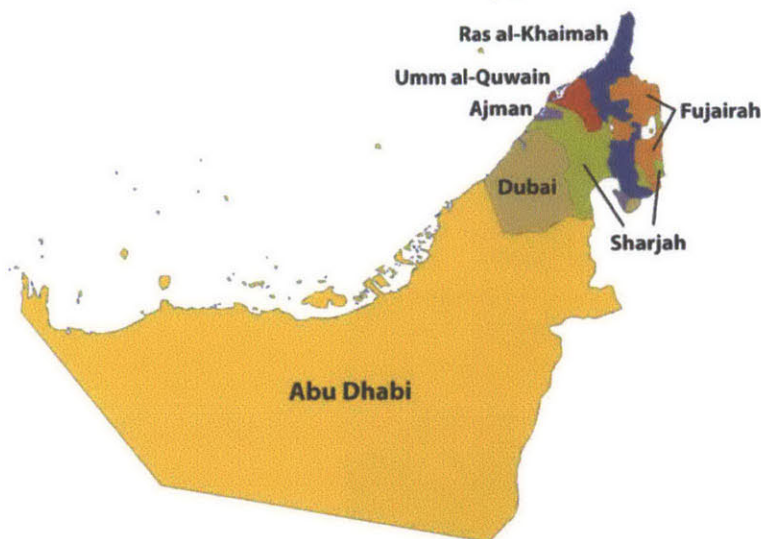 Ras al-Khaimah
Umm al-Quwain
Ajman
Fujairah
Dubai
Sharjah
Abu Dhabi